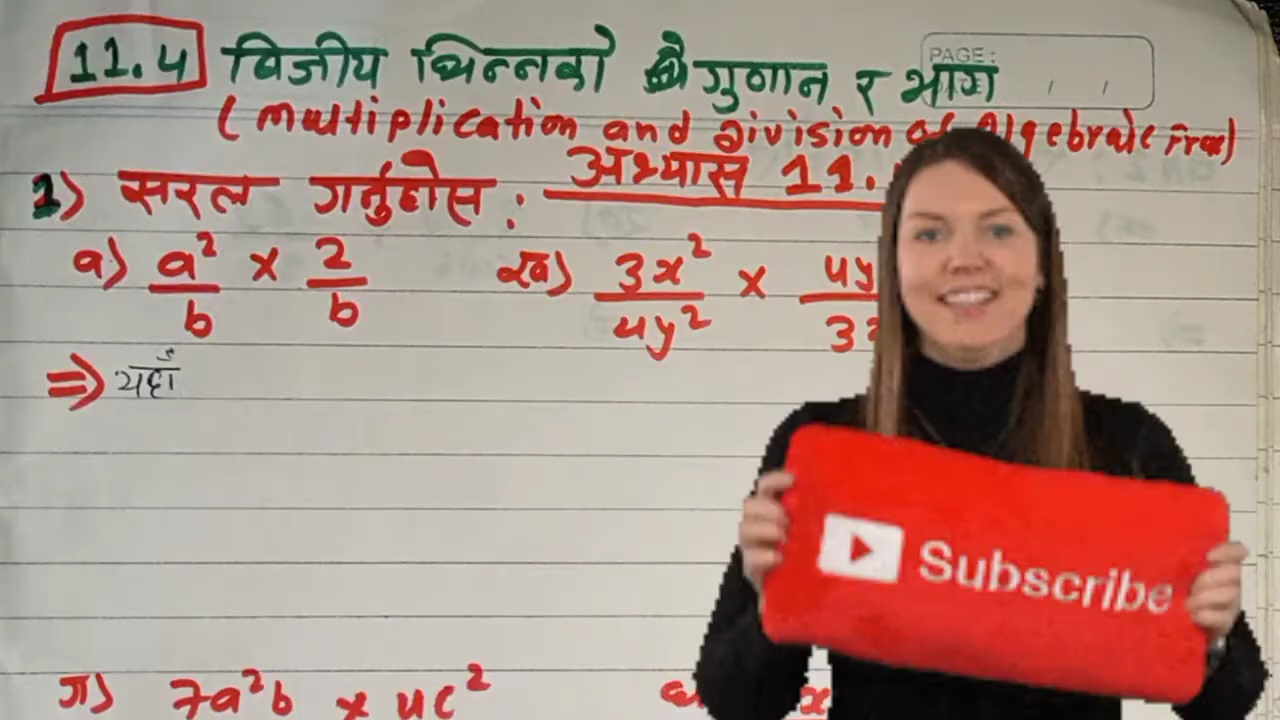 11.4 विजीय भिन्नको गुणान र भाग
PAGE :
(multiplication and division of Algebraic Frac)
अभ्यास 11.
1) सरल गर्नुहोस :
a) a²/b × 2/b ख) 3x²/4y² × 4y/3
⇒ यहाँ
Subscribe
ग) 7a²b × 4c²